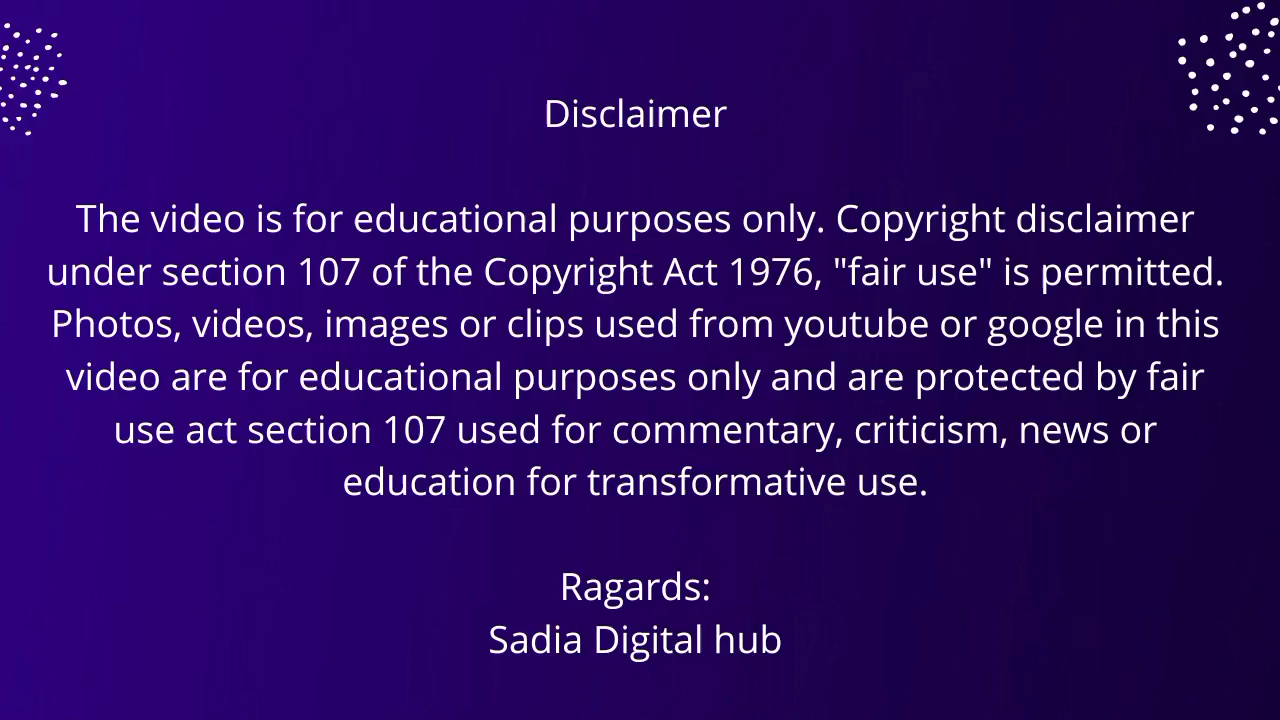 Disclaimer
The video is for educational purposes only. Copyright disclaimer
under section 107 of the Copyright Act 1976, "fair use" is permitted.
Photos, videos, images or clips used from youtube or google in this
video are for educational purposes only and are protected by fair
use act section 107 used for commentary, criticism, news or
education for transformative use.
Ragards:
Sadia Digital hub